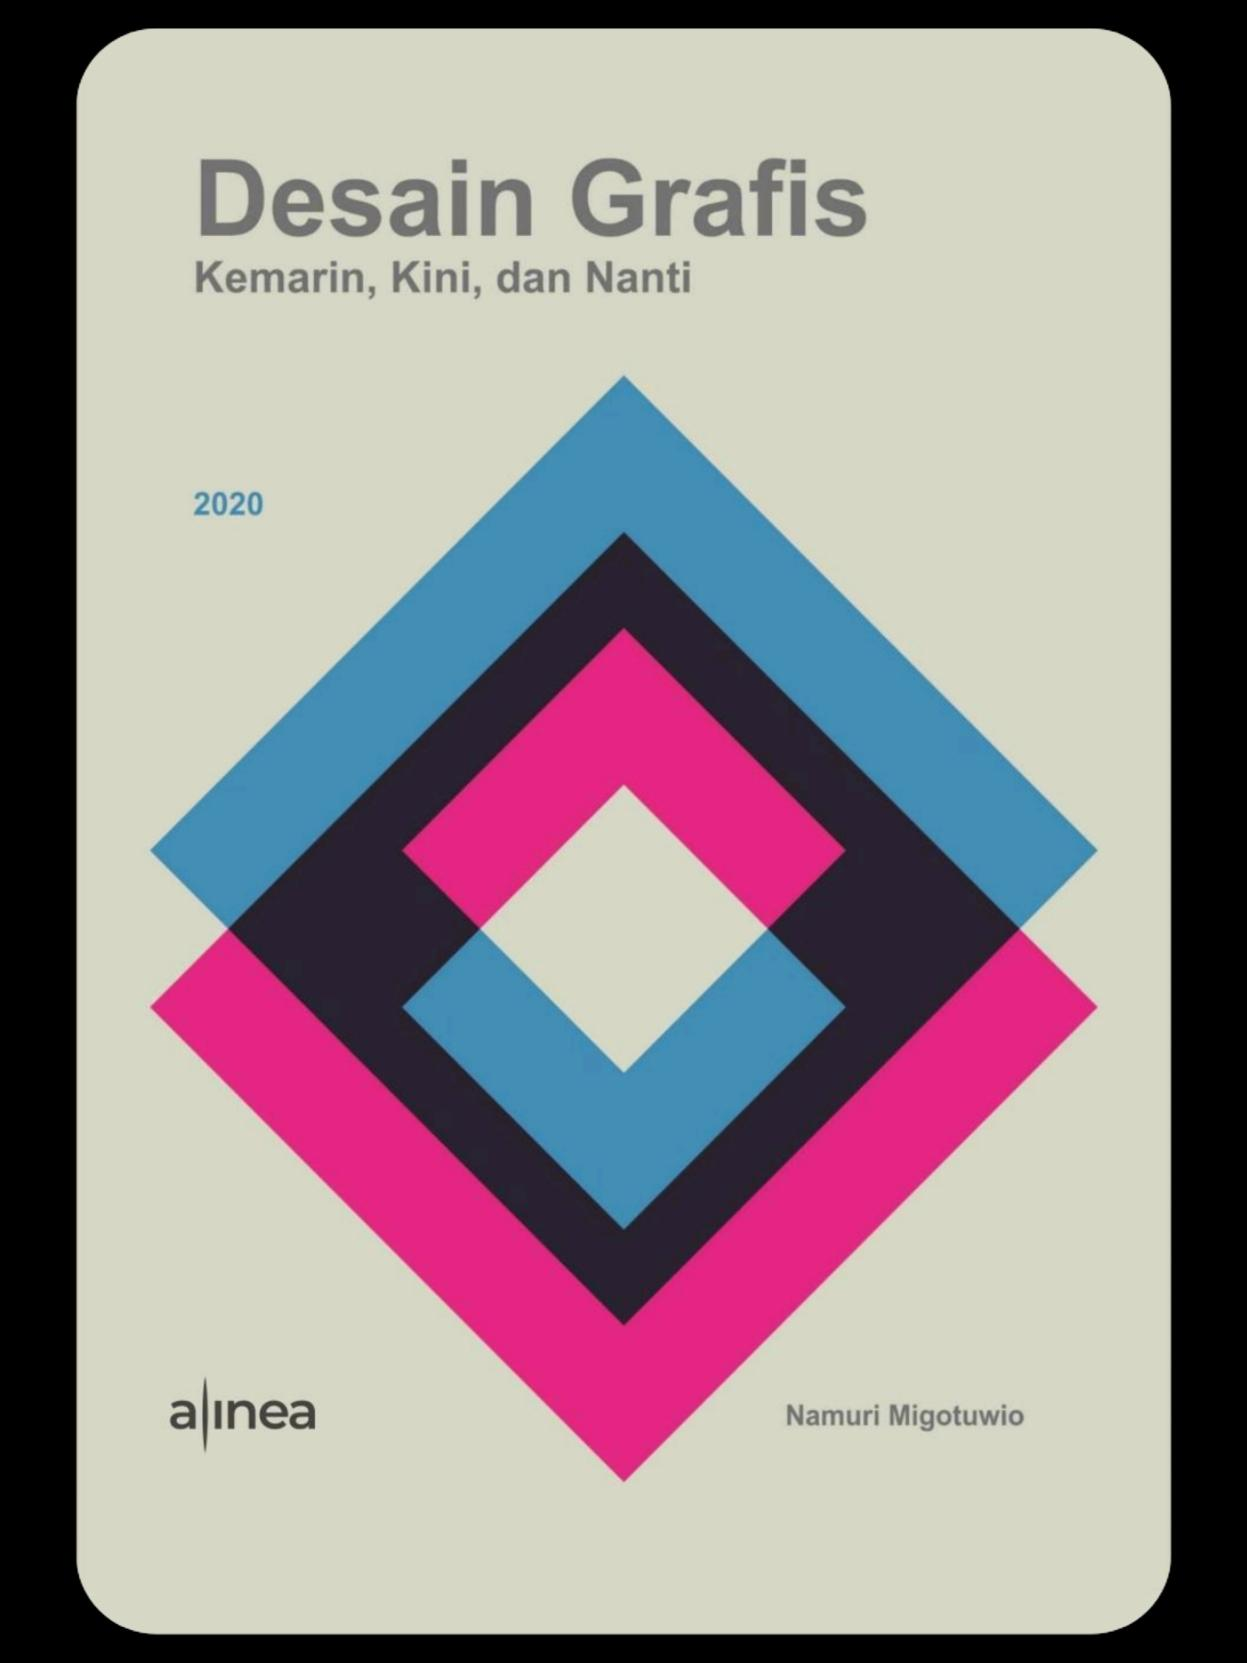 Desain Grafis
Kemarin, Kini, dan Nanti
2020
alinea
Namuri Migotuwio